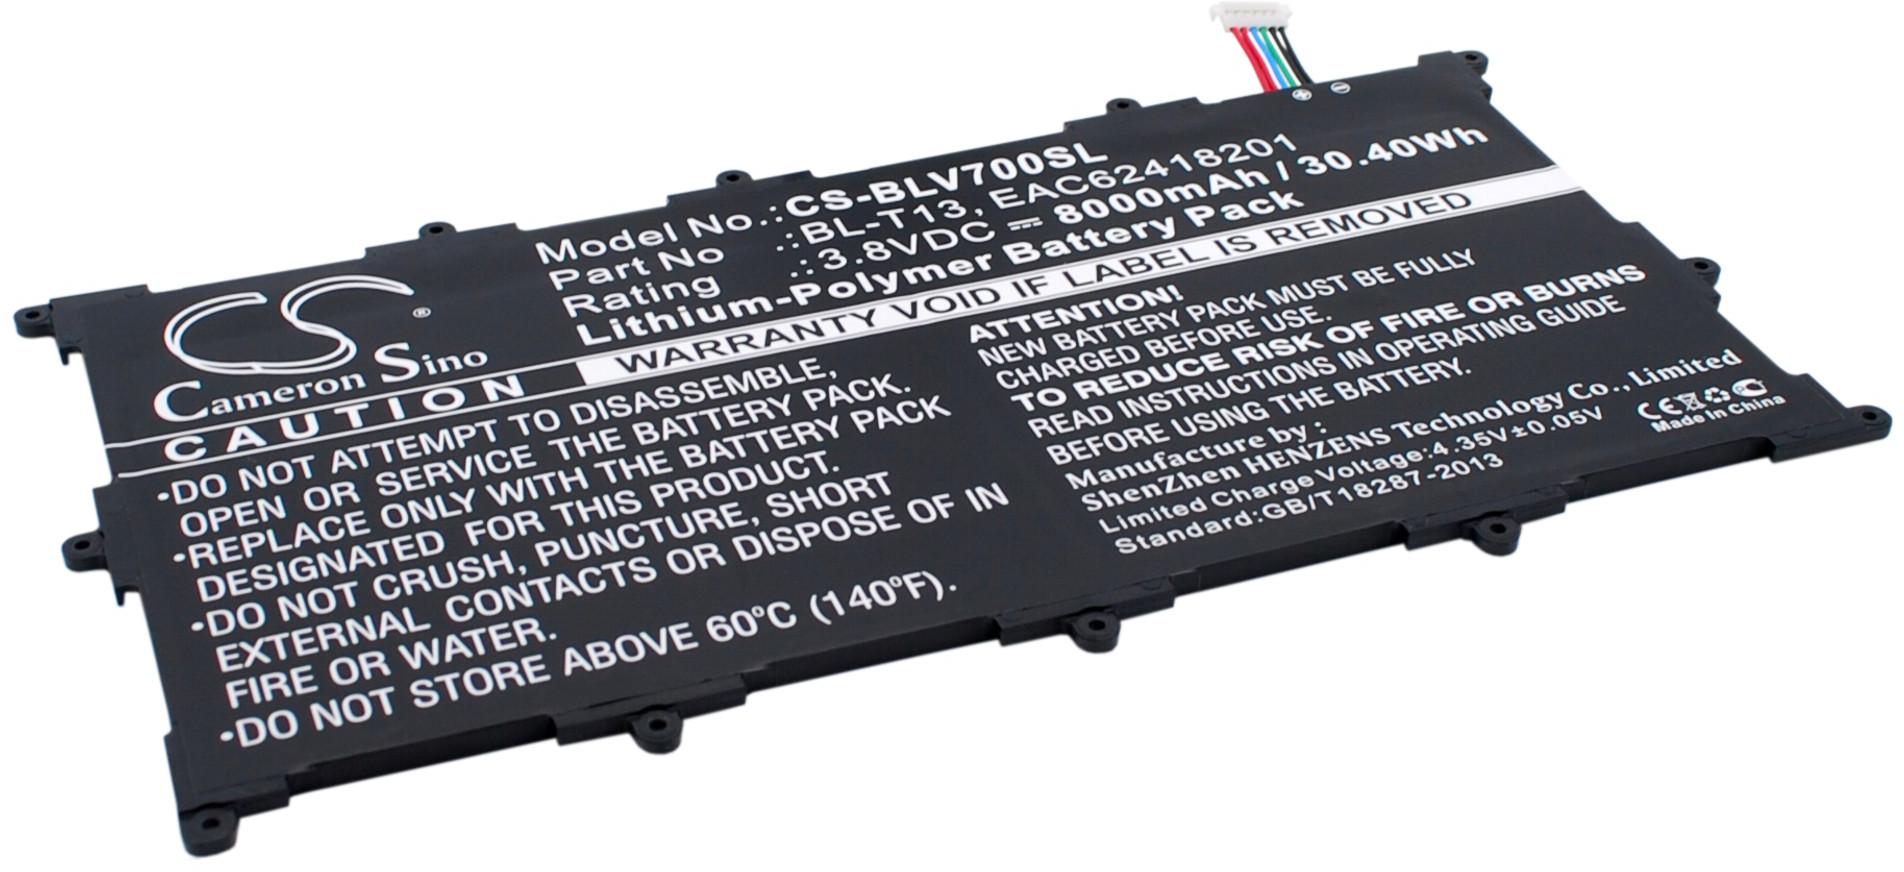 CS
®
Cameron Sino
Model No.:CS-BLV700SL
Part No .:BL-T13, EAC62418201
Rating .:3.8VDC ⎓ 8000mAh / 30.40Wh
Lithium-Polymer Battery Pack
CAUTION
WARRANTY VOID IF LABEL IS REMOVED
•DO NOT ATTEMPT TO DISASSEMBLE,
OPEN OR SERVICE THE BATTERY PACK.
•REPLACE ONLY WITH THE BATTERY PACK
DESIGNATED FOR THIS PRODUCT.
•DO NOT CRUSH, PUNCTURE, SHORT
EXTERNAL CONTACTS OR DISPOSE OF IN
FIRE OR WATER.
•DO NOT STORE ABOVE 60ºC (140ºF).
ATTENTION!
NEW BATTERY PACK MUST BE FULLY
CHARGED BEFORE USE.
TO REDUCE RISK OF FIRE OR BURNS
READ INSTRUCTIONS IN OPERATING GUIDE
BEFORE USING THE BATTERY.
Manufacture by :
ShenZhen HENZENS Technology Co., Limited
Limited Charge Voltage:4.35V±0.05V
Standard:GB/T18287-2013
CE
Made In China